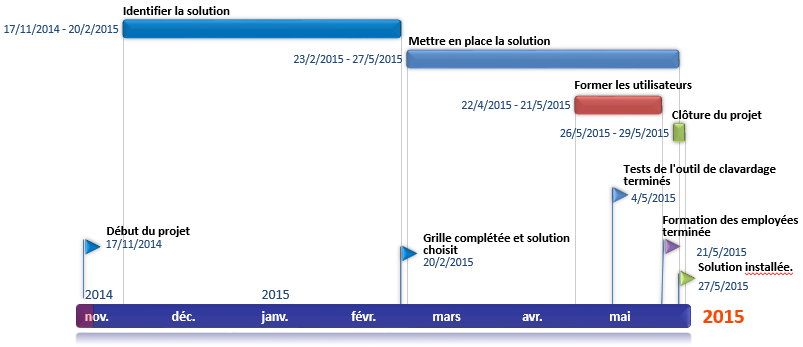 Identifier la solution
17/11/2014 - 20/2/2015
Mettre en place la solution
23/2/2015 - 27/5/2015
Former les utilisateurs
22/4/2015 - 21/5/2015
Clôture du projet
26/5/2015 - 29/5/2015
Tests de l'outil de clavardage
terminés
4/5/2015
Début du projet
17/11/2014
Grille complétée et solution
choisit
20/2/2015
Formation des employées
terminée
21/5/2015
Solution installée.
27/5/2015
2014 2015
nov. déc. janv. févr. mars avr. mai 2015